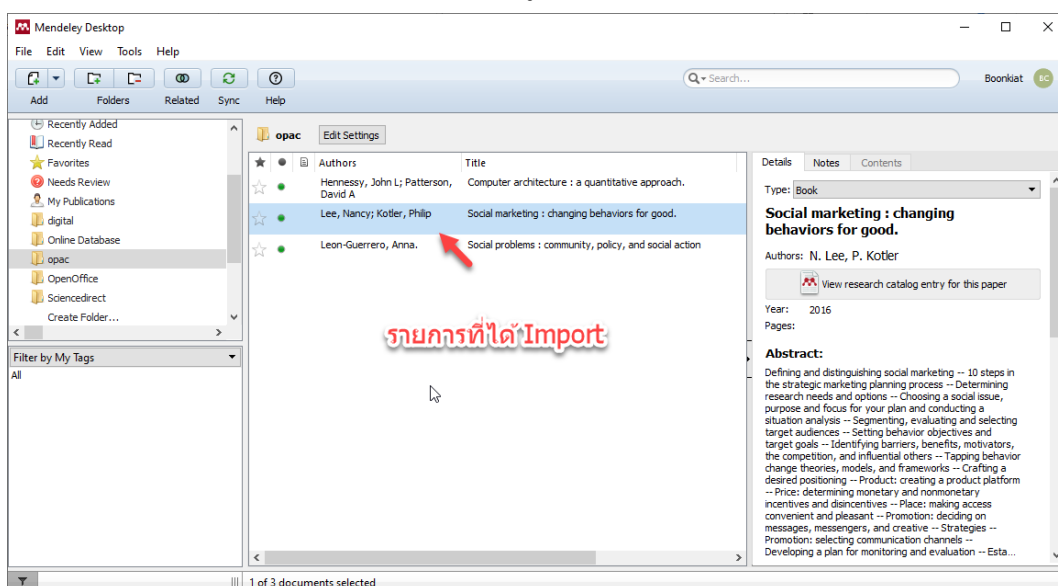 Mendeley Desktop
File Edit View Tools Help
Search...
Boonkiat BC
Add Folders Related Sync Help
Recently Added
Recently Read
Favorites
Needs Review
My Publications
digital
Online Database
opac
OpenOffice
Sciencedirect
Create Folder...
Filter by My Tags
All
opac Edit Settings
Authors Title
Hennessy, John L; Patterson, David A Computer architecture : a quantitative approach.
Lee, Nancy; Kotler, Philip Social marketing : changing behaviors for good.
Leon-Guerrero, Anna. Social problems : community, policy, and social action
รายการที่ได้ Import
Details Notes Contents
Type: Book
Social marketing : changing
behaviors for good.
Authors: N. Lee, P. Kotler
View research catalog entry for this paper
Year: 2016
Pages:
Abstract:
Defining and distinguishing social marketing -- 10 steps in
the strategic marketing planning process -- Determining
research needs and options -- Choosing a social issue,
purpose and focus for your plan and conducting a
situation analysis -- Segmenting, evaluating and selecting
target audiences -- Setting behavior objectives and
target goals -- Identifying barriers, benefits, motivators,
the competition, and influential others -- Tapping behavior
change theories, models, and frameworks -- Crafting a
desired positioning -- Product: creating a product platform
-- Price: determining monetary and nonmonetary
incentives and disincentives -- Place: making access
convenient and pleasant -- Promotion: deciding on
messages, messengers, and creative -- Strategies --
Promotion: selecting communication channels --
Developing a plan for monitoring and evaluation -- Esta...
1 of 3 documents selected